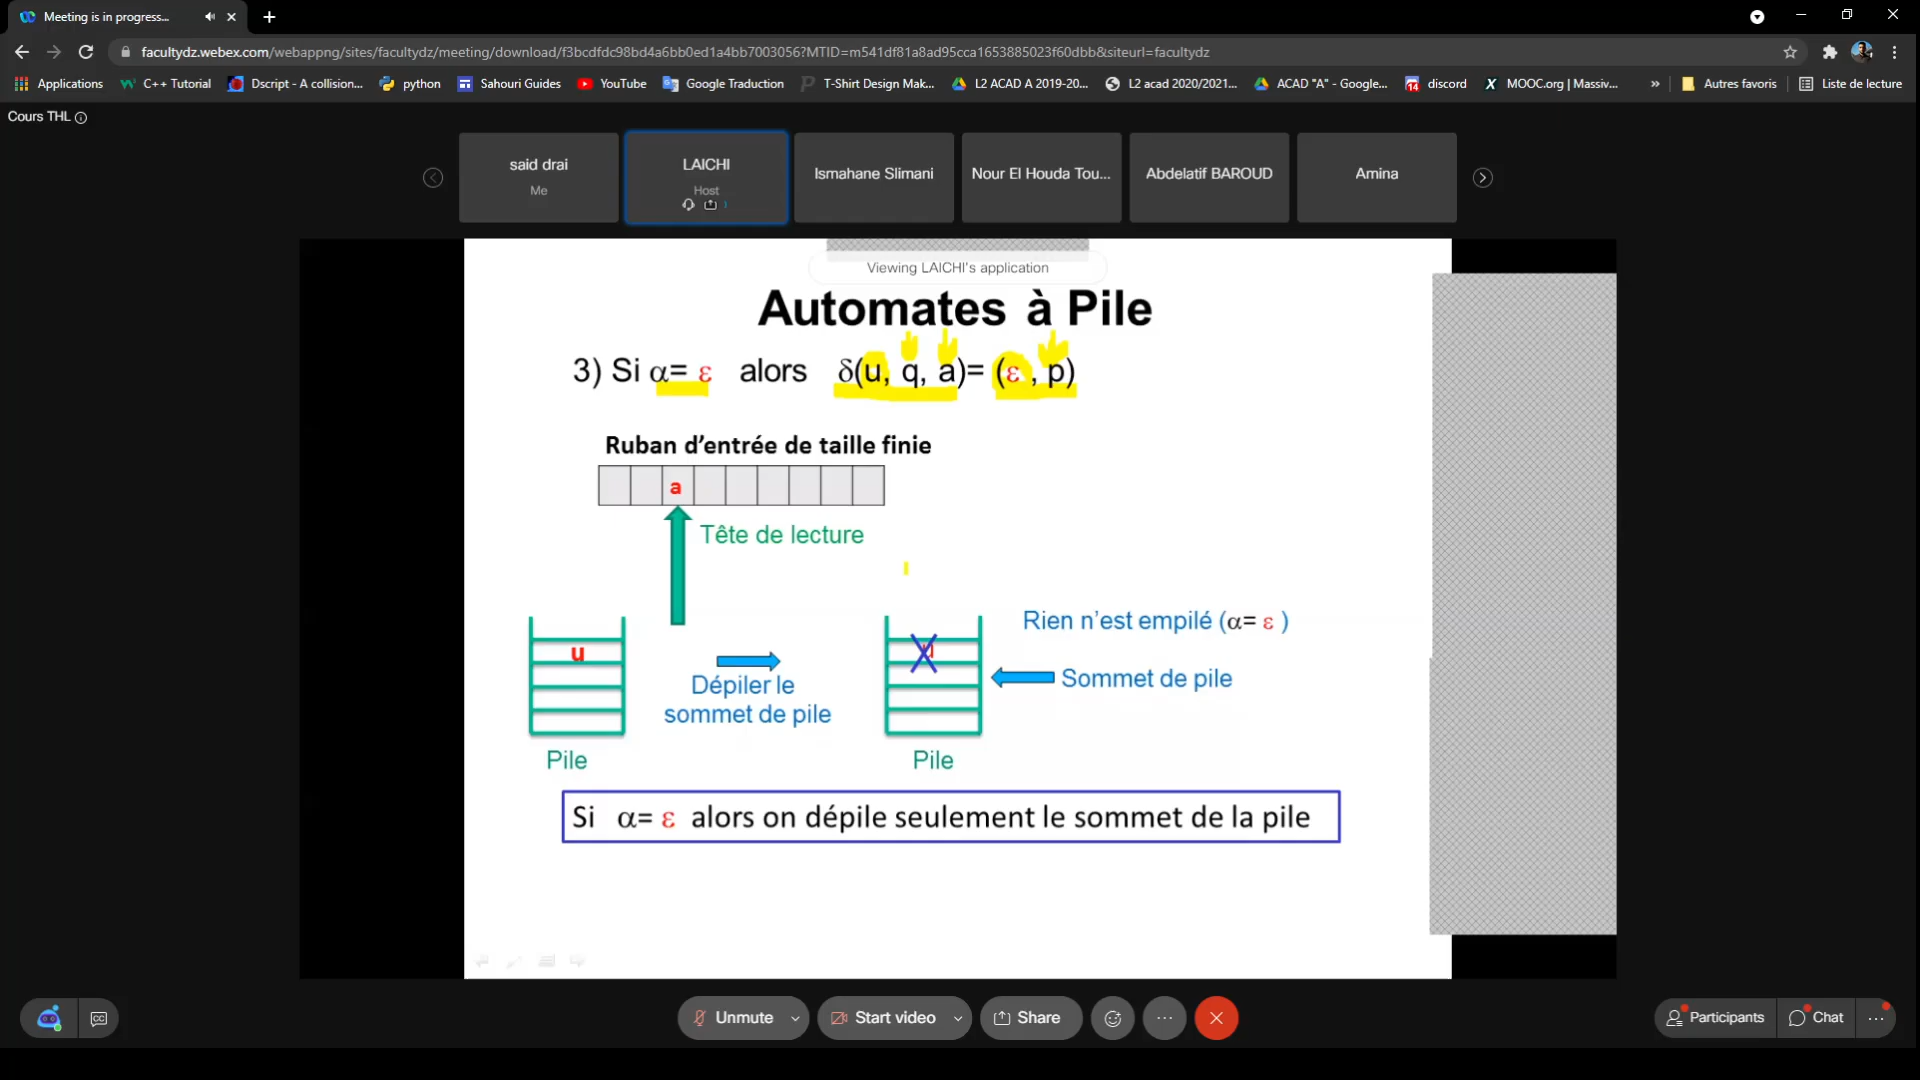 Meeting is in progress...
facultydz.webex.com/webappng/sites/facultydz/meeting/download/f3bcdfdc98bd4a6bb0ed1a4bb7003056?MTID=m541df81a8ad95cca1653885023f60dbb&siteurl=facultydz
Applications C++ Tutorial Dscript - A collision... python Sahouri Guides YouTube Google Traduction T-Shirt Design Mak... L2 ACAD A 2019-20... L2 acad 2020/2021... ACAD "A" - Google... 14 discord X MOOC.org | Massiv... » Autres favoris Liste de lecture
Cours THL
said drai
Me
LAICHI
Host
Ismahane Slimani
Nour El Houda Tou...
Abdelatif BAROUD
Amina
Viewing LAICHI's application
Automates à Pile
3) Si α= ε alors δ(u, q, a)= (ε , p)
Ruban d'entrée de taille finie
a
Tête de lecture
Rien n'est empilé (α= ε )
u
u
Dépiler le
sommet de pile
Sommet de pile
Pile
Pile
Si α= ε alors on dépile seulement le sommet de la pile
CC
Unmute
Start video
Share
Participants
Chat